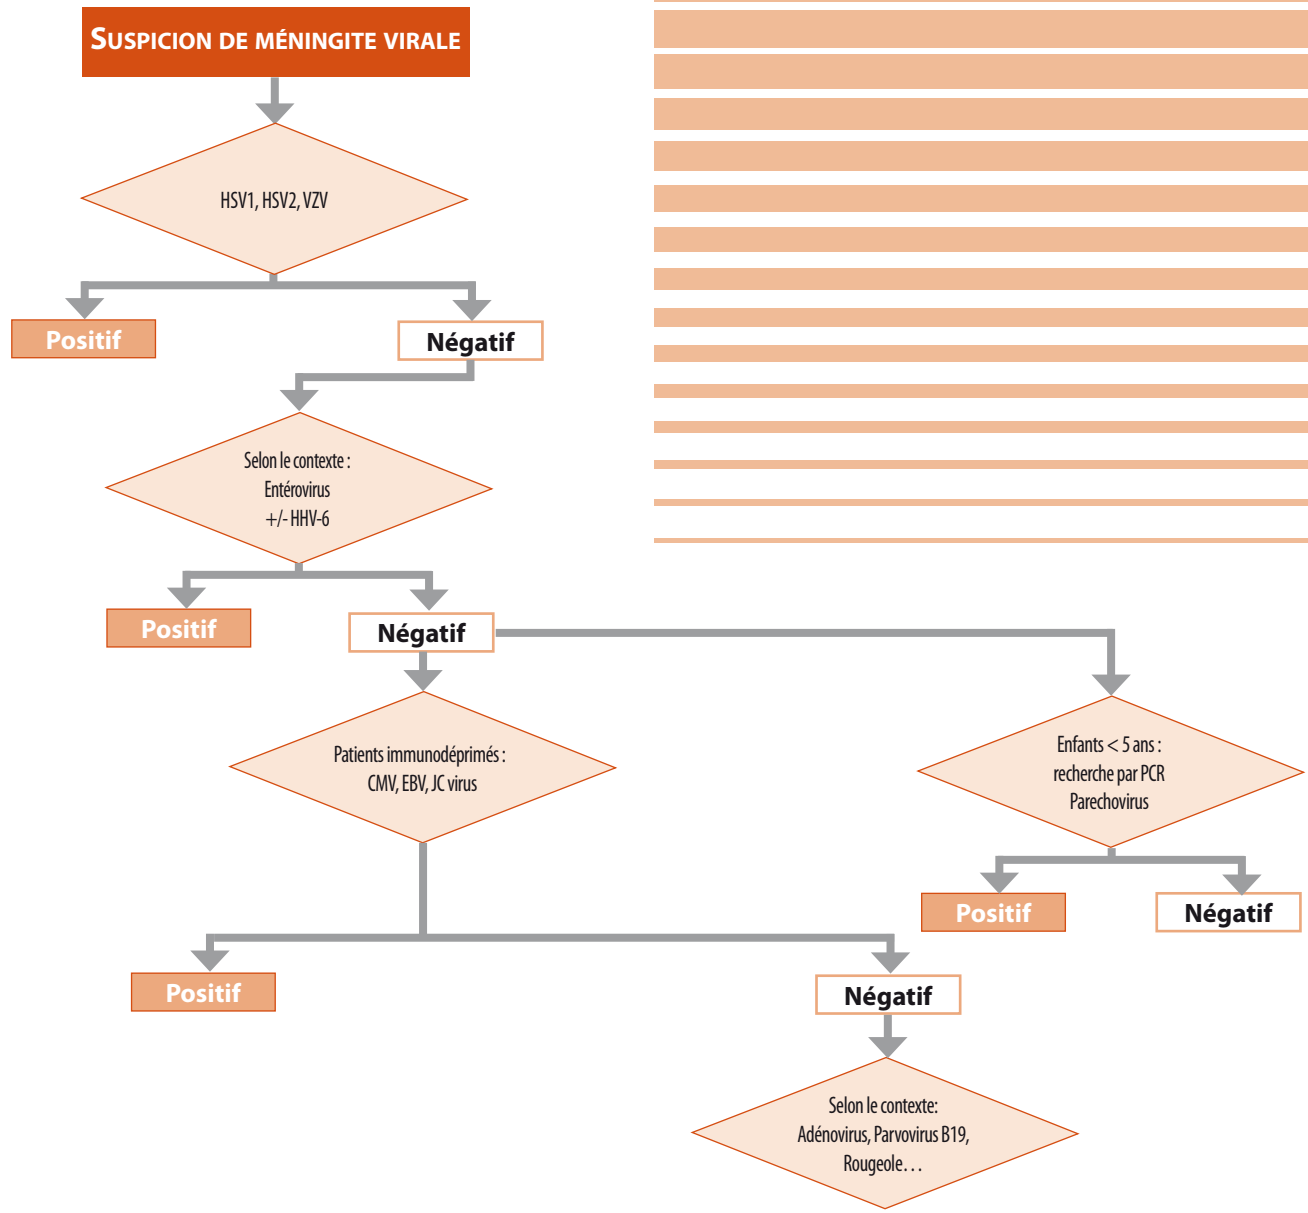 SUSPICION DE MÉNINGITE VIRALE
HSV1, HSV2, VZV
Positif
Négatif
Selon le contexte :
Entérovirus
+/- HHV-6
Positif
Négatif
Patients immunodéprimés :
CMV, EBV, JC virus
Enfants < 5 ans :
recherche par PCR
Parechovirus
Positif
Négatif
Positif
Négatif
Selon le contexte:
Adénovirus, Parvovirus B19,
Rougeole…